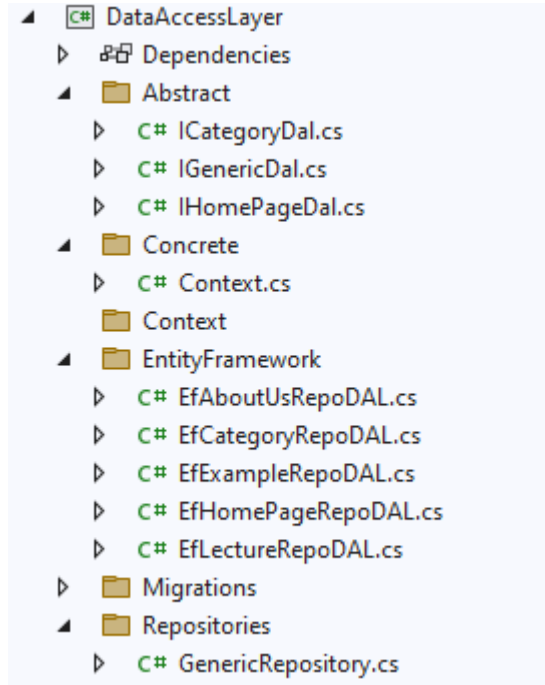 C# DataAccessLayer
Dependencies
Abstract
C# ICategoryDal.cs
C# IGenericDal.cs
C# IHomePageDal.cs
Concrete
C# Context.cs
Context
EntityFramework
C# EfAboutUsRepoDAL.cs
C# EfCategoryRepoDAL.cs
C# EfExampleRepoDAL.cs
C# EfHomePageRepoDAL.cs
C# EfLectureRepoDAL.cs
Migrations
Repositories
C# GenericRepository.cs